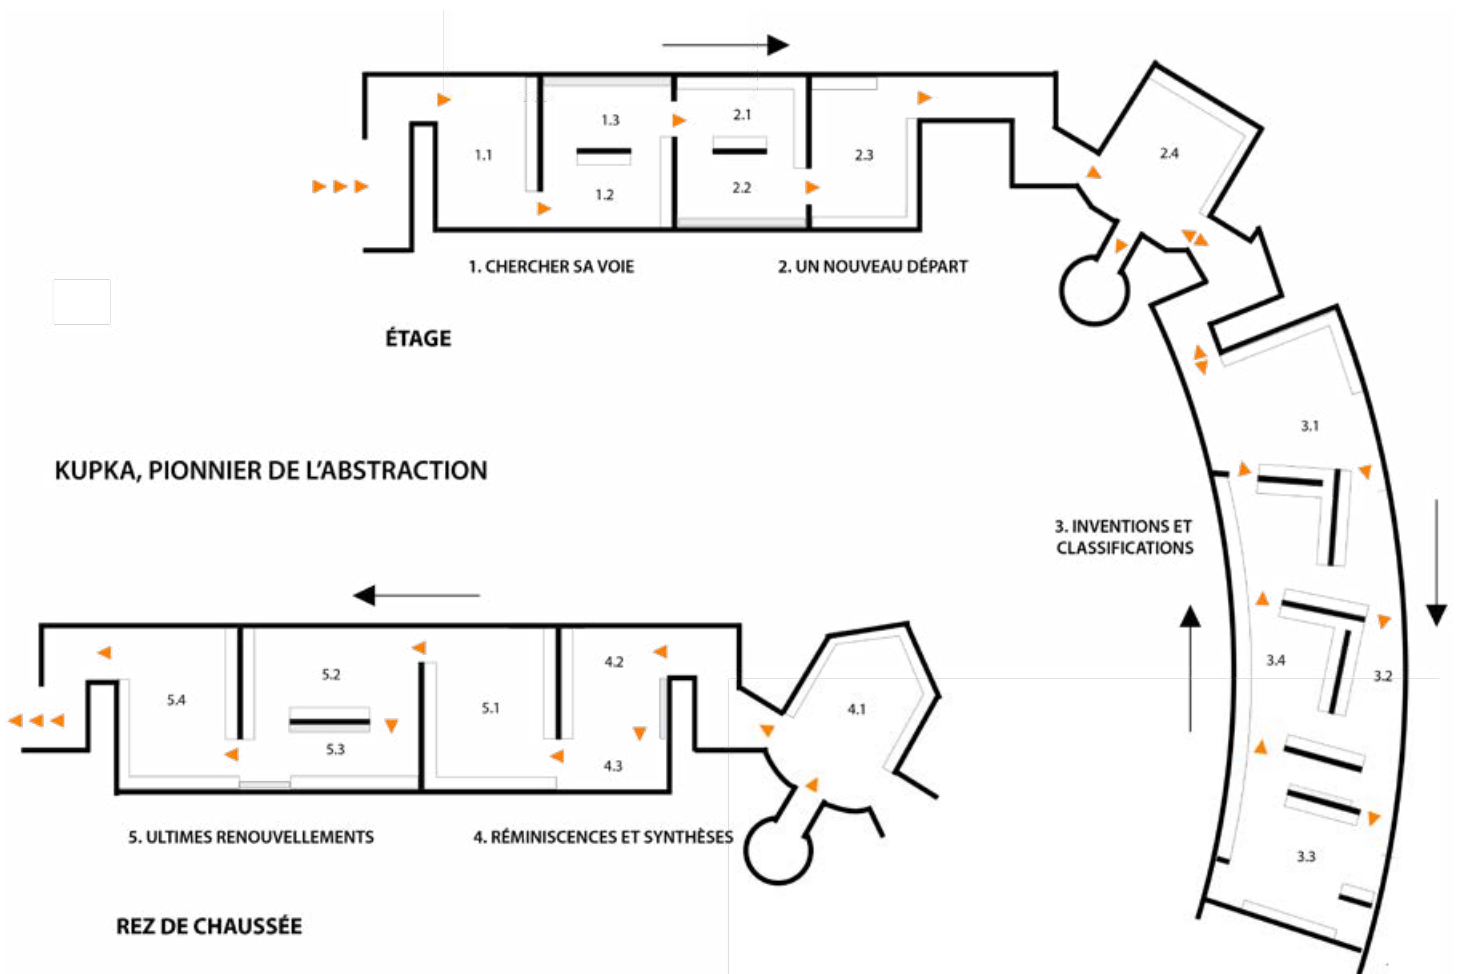 1.1
1.3
1.2
2.1
2.2
2.3
2.4
1. CHERCHER SA VOIE
2. UN NOUVEAU DÉPART
ÉTAGE
KUPKA, PIONNIER DE L'ABSTRACTION
3.1
3. INVENTIONS ET
CLASSIFICATIONS
3.4
3.2
3.3
5.4
5.2
5.3
5.1
4.2
4.3
4.1
5. ULTIMES RENOUVELLEMENTS
4. RÉMINISCENCES ET SYNTHÈSES
REZ DE CHAUSSÉE